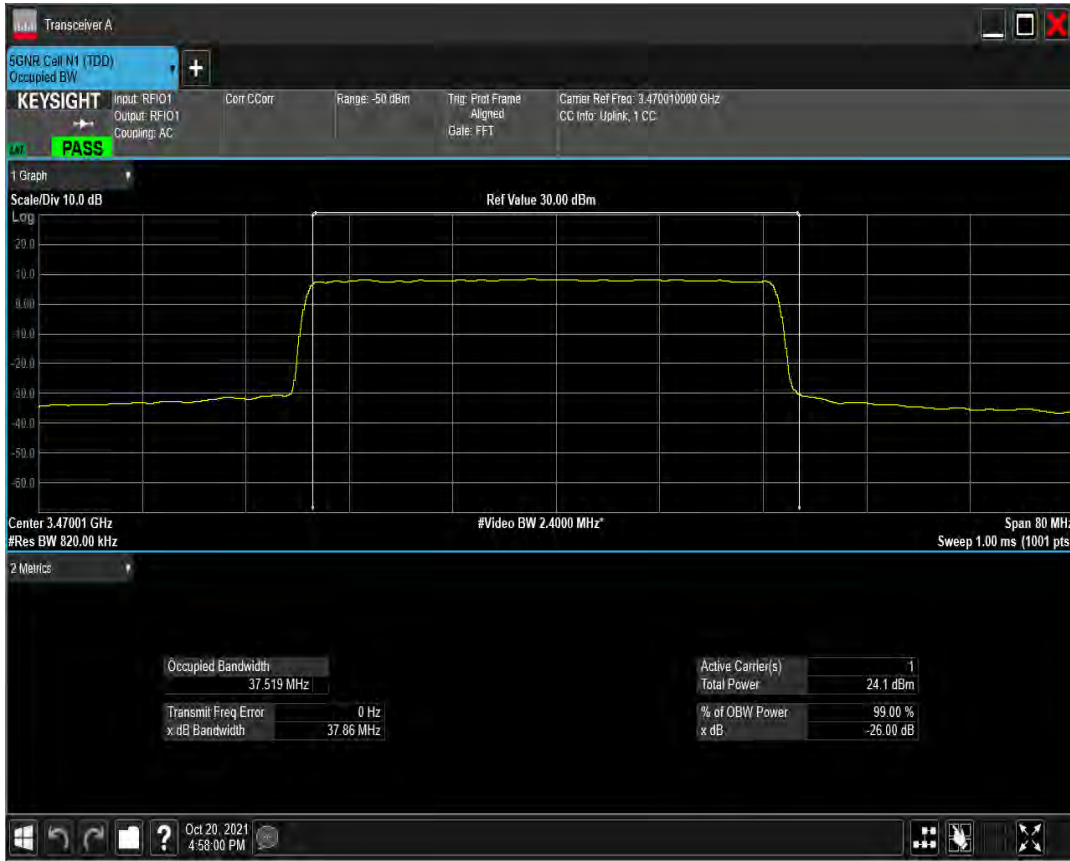 Transceiver A
5GNR Cell N1 (TDD)
Occupied BW
KEYSIGHT
Input: RFIO1
Output: RFIO1
Coupling: AC
Corr CCorr
Range: -50 dBm
Trig: Prot Frame
Aligned
Gate: FFT
Carrier Ref Freq: 3.470010000 GHz
CC Info: Uplink, 1 CC
PASS
1 Graph
Scale/Div 10.0 dB
Ref Value 30.00 dBm
Log
20.0
10.0
0.00
-10.0
-20.0
-30.0
-40.0
-50.0
-60.0
Center 3.47001 GHz
#Video BW 2.4000 MHz*
Span 80 MHz
#Res BW 820.00 kHz
Sweep 1.00 ms (1001 pts
2 Metrics
Occupied Bandwidth
37.519 MHz
Transmit Freq Error 0 Hz
x dB Bandwidth 37.86 MHz
Active Carrier(s) 1
Total Power 24.1 dBm
% of OBW Power 99.00 %
x dB -26.00 dB
?
Oct 20, 2021
4:58:00 PM